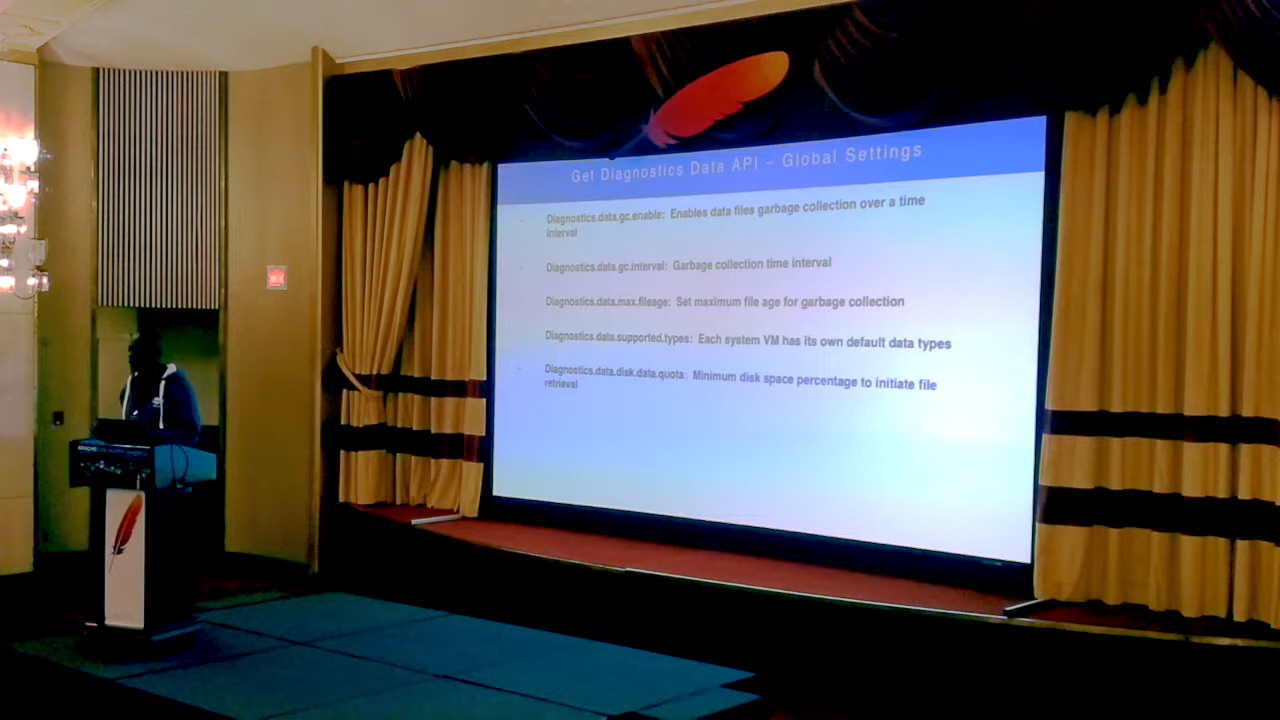 Get Diagnostics Data API – Global Settings
Diagnostics.data.gc.enable: Enables data files garbage collection over a time
interval
Diagnostics.data.gc.interval: Garbage collection time interval
Diagnostics.data.max.fileage: Set maximum file age for garbage collection
Diagnostics.data.supported.types: Each system VM has its own default data types
Diagnostics.data.disk.data.quota: Minimum disk space percentage to initiate file
retrieval
APACHE